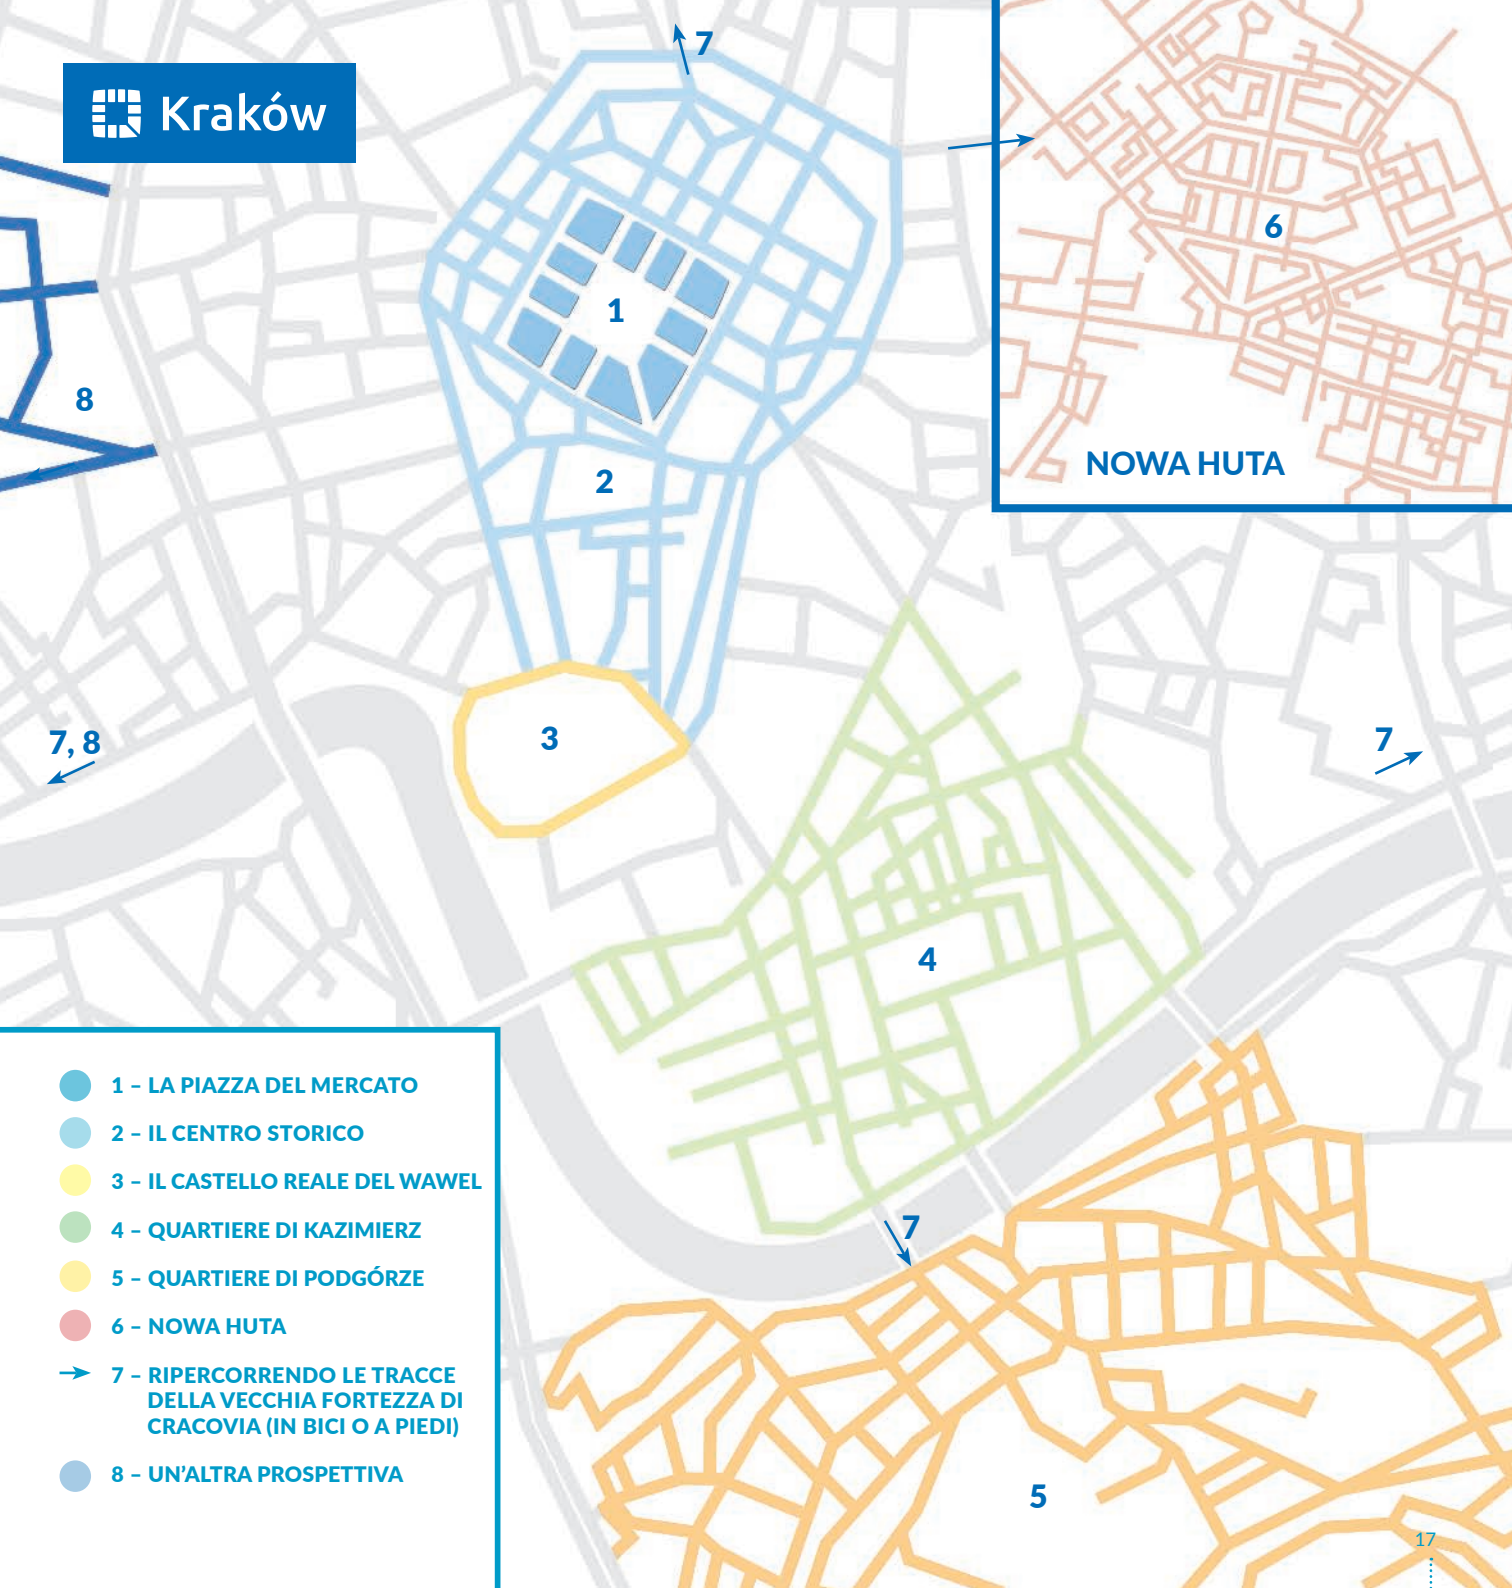 7
Kraków
1
6
8
NOWA HUTA
2
3
7, 8
7
4
1 – LA PIAZZA DEL MERCATO
2 – IL CENTRO STORICO
3 – IL CASTELLO REALE DEL WAWEL
4 – QUARTIERE DI KAZIMIERZ
7
5 – QUARTIERE DI PODGÓRZE
6 – NOWA HUTA
7 – RIPERCORRENDO LE TRACCE
DELLA VECCHIA FORTEZZA DI
CRACOVIA (IN BICI O A PIEDI)
8 – UN'ALTRA PROSPETTIVA
5
17